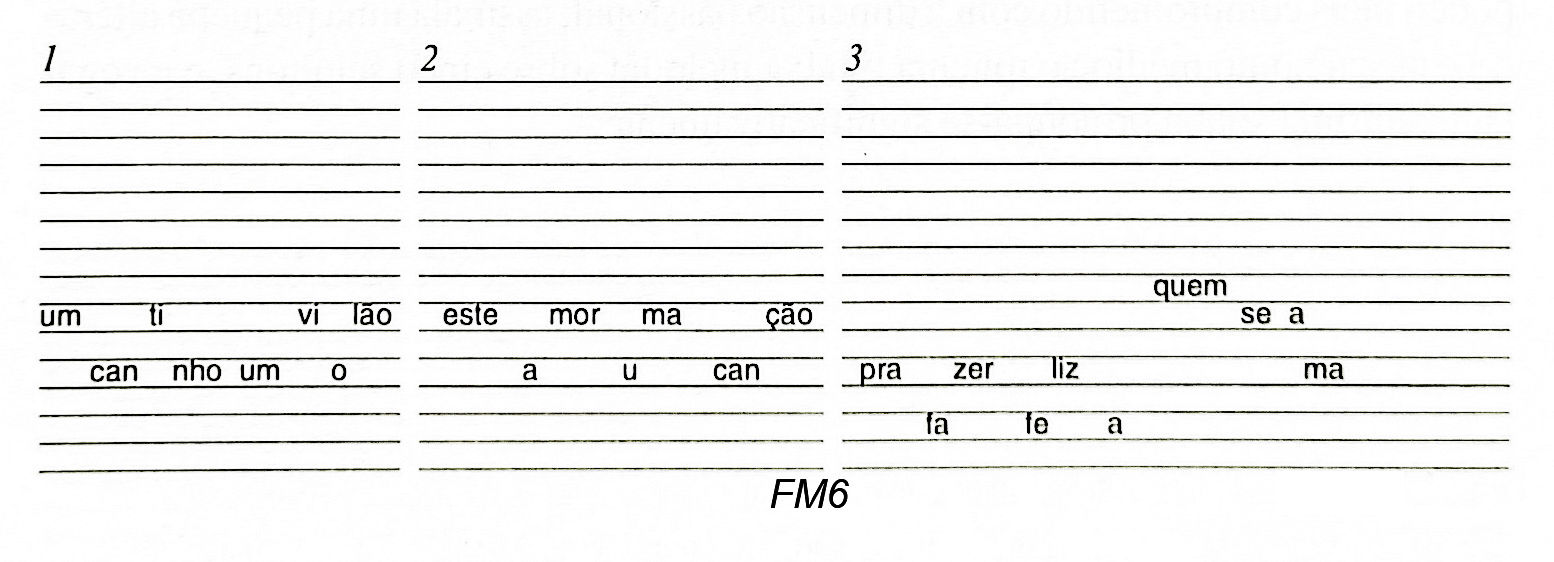 1
um ti vi lão
can nho um o
2
este mor ma ção
a u can
3
quem
se a
pra zer liz ma
fa fe a
FM6